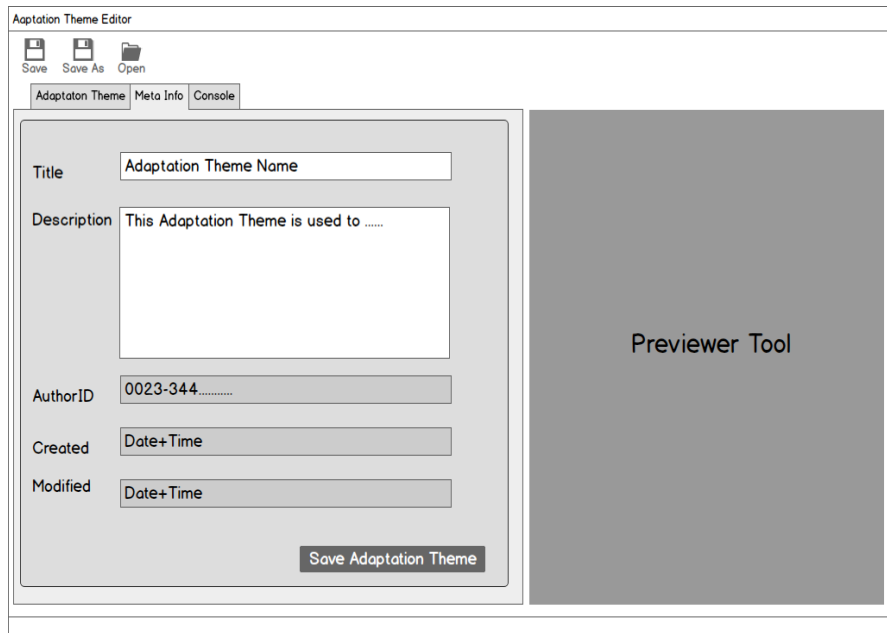 Aaptation Theme Editor
Save Save As Open
Adaptaton Theme Meta Info Console
Title Adaptation Theme Name
Description This Adaptation Theme is used to ......
Previewer Tool
AuthorID 0023-344...........
Created Date+Time
Modified Date+Time
Save Adaptation Theme